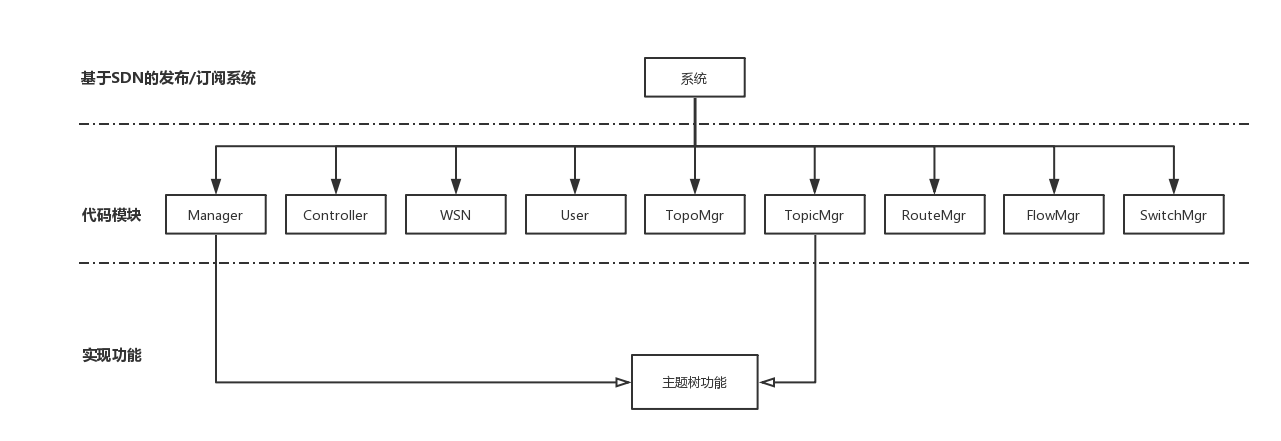 基于SDN的发布/订阅系统
系统
代码模块
Manager
Controller
WSN
User
TopoMgr
TopicMgr
RouteMgr
FlowMgr
SwitchMgr
实现功能
主题树功能